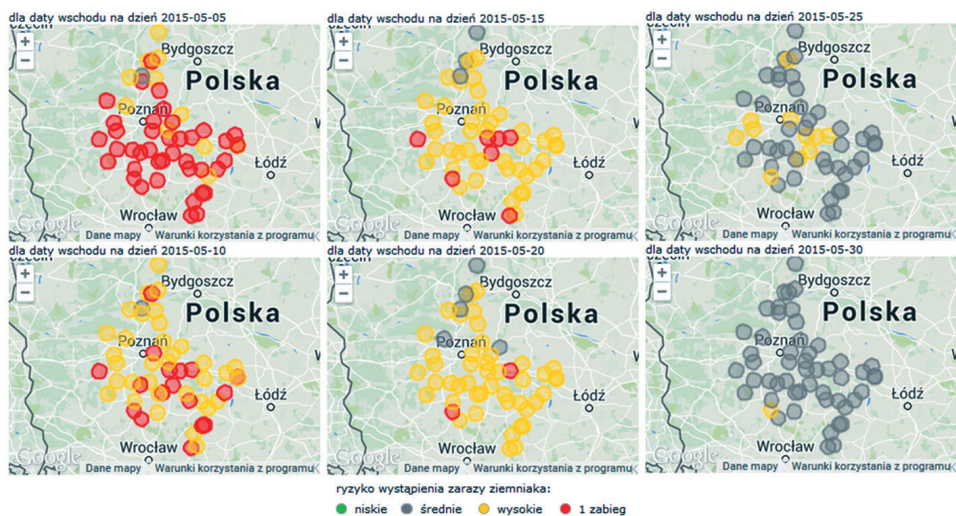 dla daty wschodu na dzień 2015-05-05
+
−
Bydgoszcz
Polska
Poznań
Łódź
Wrocław
Google
Dane mapy Warunki korzystania z programu
dla daty wschodu na dzień 2015-05-15
+
−
Bydgoszcz
Polska
Poznań
Łódź
Wrocław
Google
Dane mapy Warunki korzystania z programu
dla daty wschodu na dzień 2015-05-25
+
−
Bydgoszcz
Polska
Poznań
Łódź
Wrocław
Google
Dane mapy Warunki korzystania z programu
dla daty wschodu na dzień 2015-05-10
+
−
Bydgoszcz
Polska
Poznań
Łódź
Wrocław
Google
Dane mapy Warunki korzystania z programu
dla daty wschodu na dzień 2015-05-20
+
−
Bydgoszcz
Polska
Poznań
Łódź
Wrocław
Google
Dane mapy Warunki korzystania z programu
dla daty wschodu na dzień 2015-05-30
+
−
Bydgoszcz
Polska
Poznań
Łódź
Wrocław
Google
Dane mapy Warunki korzystania z programu
ryzyko wystąpienia zarazy ziemniaka:
niskie średnie wysokie 1 zabieg